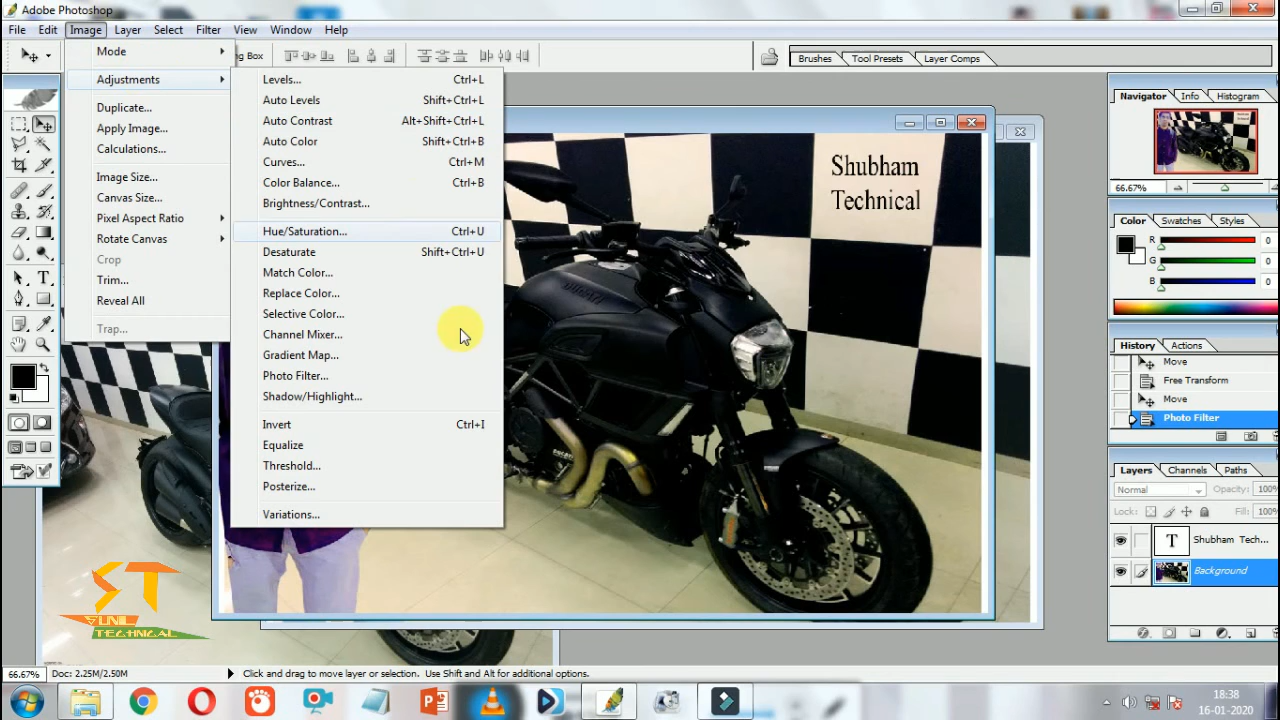 Adobe Photoshop
File Edit Image Layer Select Filter View Window Help
ng Box
Brushes Tool Presets Layer Comps
Mode
Adjustments
Duplicate...
Apply Image...
Calculations...
Image Size...
Canvas Size...
Pixel Aspect Ratio
Rotate Canvas
Crop
Trim...
Reveal All
Trap...
Levels... Ctrl+L
Auto Levels Shift+Ctrl+L
Auto Contrast Alt+Shift+Ctrl+L
Auto Color Shift+Ctrl+B
Curves... Ctrl+M
Color Balance... Ctrl+B
Brightness/Contrast...
Hue/Saturation... Ctrl+U
Desaturate Shift+Ctrl+U
Match Color...
Replace Color...
Selective Color...
Channel Mixer...
Gradient Map...
Photo Filter...
Shadow/Highlight...
Invert Ctrl+I
Equalize
Threshold...
Posterize...
Variations...
Shubham
Technical
DUCATI
Navigator Info Histogram
66.67%
Color Swatches Styles
R 0
G 0
B 0
History Actions
Move
Free Transform
Move
Photo Filter
Layers Channels Paths
Normal Opacity: 100%
Lock: Fill: 100%
T Shubham Tech...
Background
ST
SUNIL
TECHNICAL
66.67% Doc: 2.25M/2.50M Click and drag to move layer or selection. Use Shift and Alt for additional options.
18:38
16-01-2020